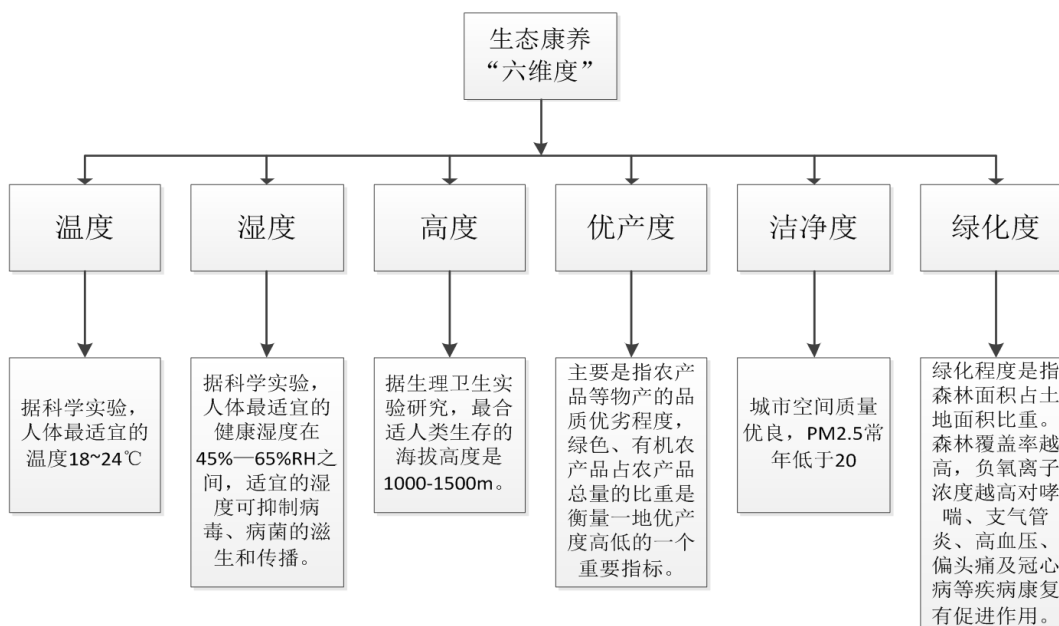 生态康养
“六维度”
温度
湿度
高度
优产度
洁净度
绿化度
据科学实验，
人体最适宜的
温度18~24℃
据科学实验，
人体最适宜的
健康湿度在
45%—65%RH之
间，适宜的湿
度可抑制病
毒、病菌的滋
生和传播。
据生理卫生实
验研究，最合
适人类生存的
海拔高度是
1000-1500m。
主要是指农产
品等物产的品
质优劣程度，
绿色、有机农
产品占农产品
总量的比重是
衡量一地优产
度高低的一个
重要指标。
城市空间质量
优良，PM2.5常
年低于20
绿化程度是指
森林面积占土
地面积比重。
森林覆盖率越
高，负氧离子
浓度越高对哮
喘、支气管
炎、高血压、
偏头痛及冠心
病等疾病康复
有促进作用。